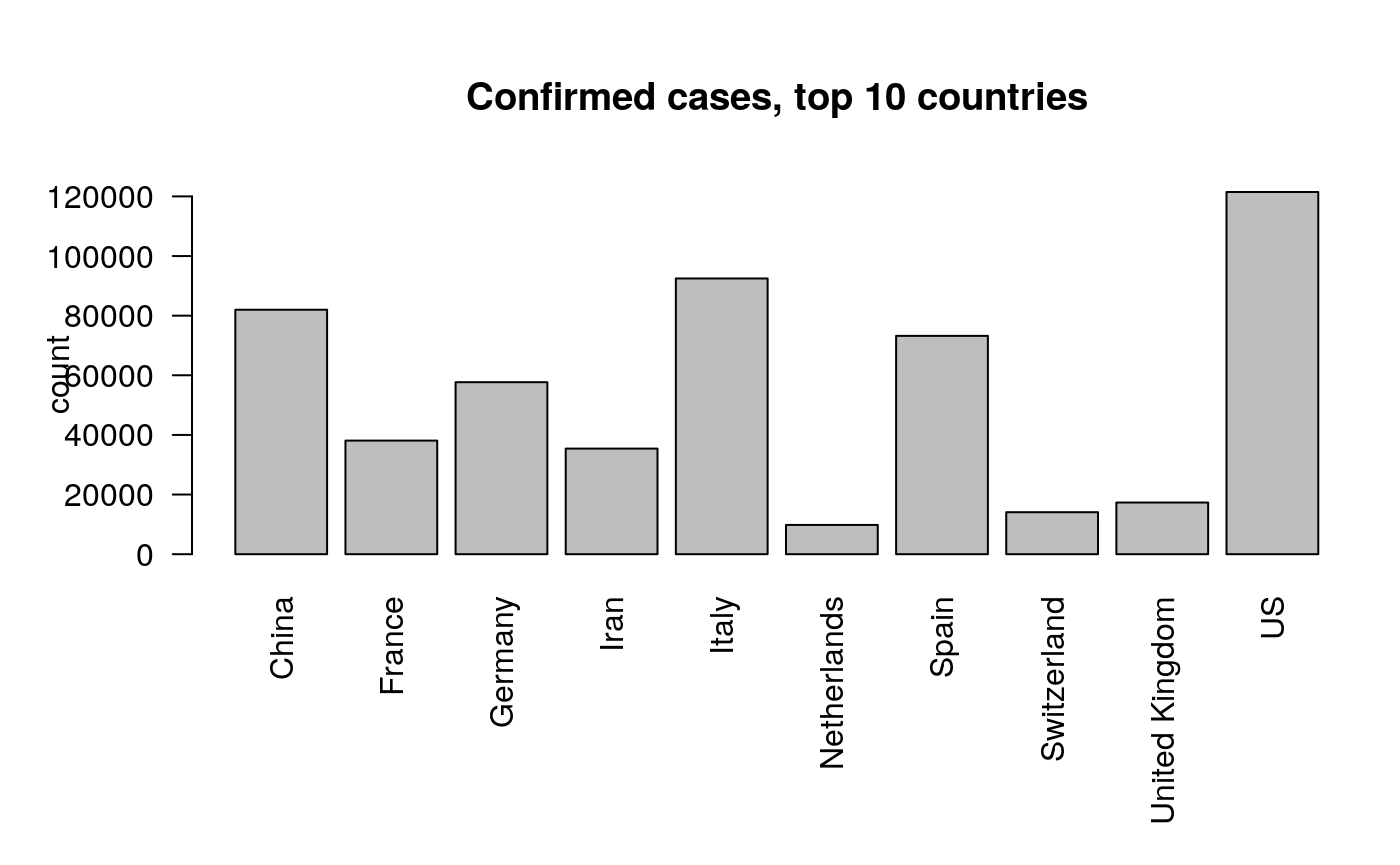 Confirmed cases, top 10 countries
count
120000
100000
80000
60000
40000
20000
0
China
France
Germany
Iran
Italy
Netherlands
Spain
Switzerland
United Kingdom
US